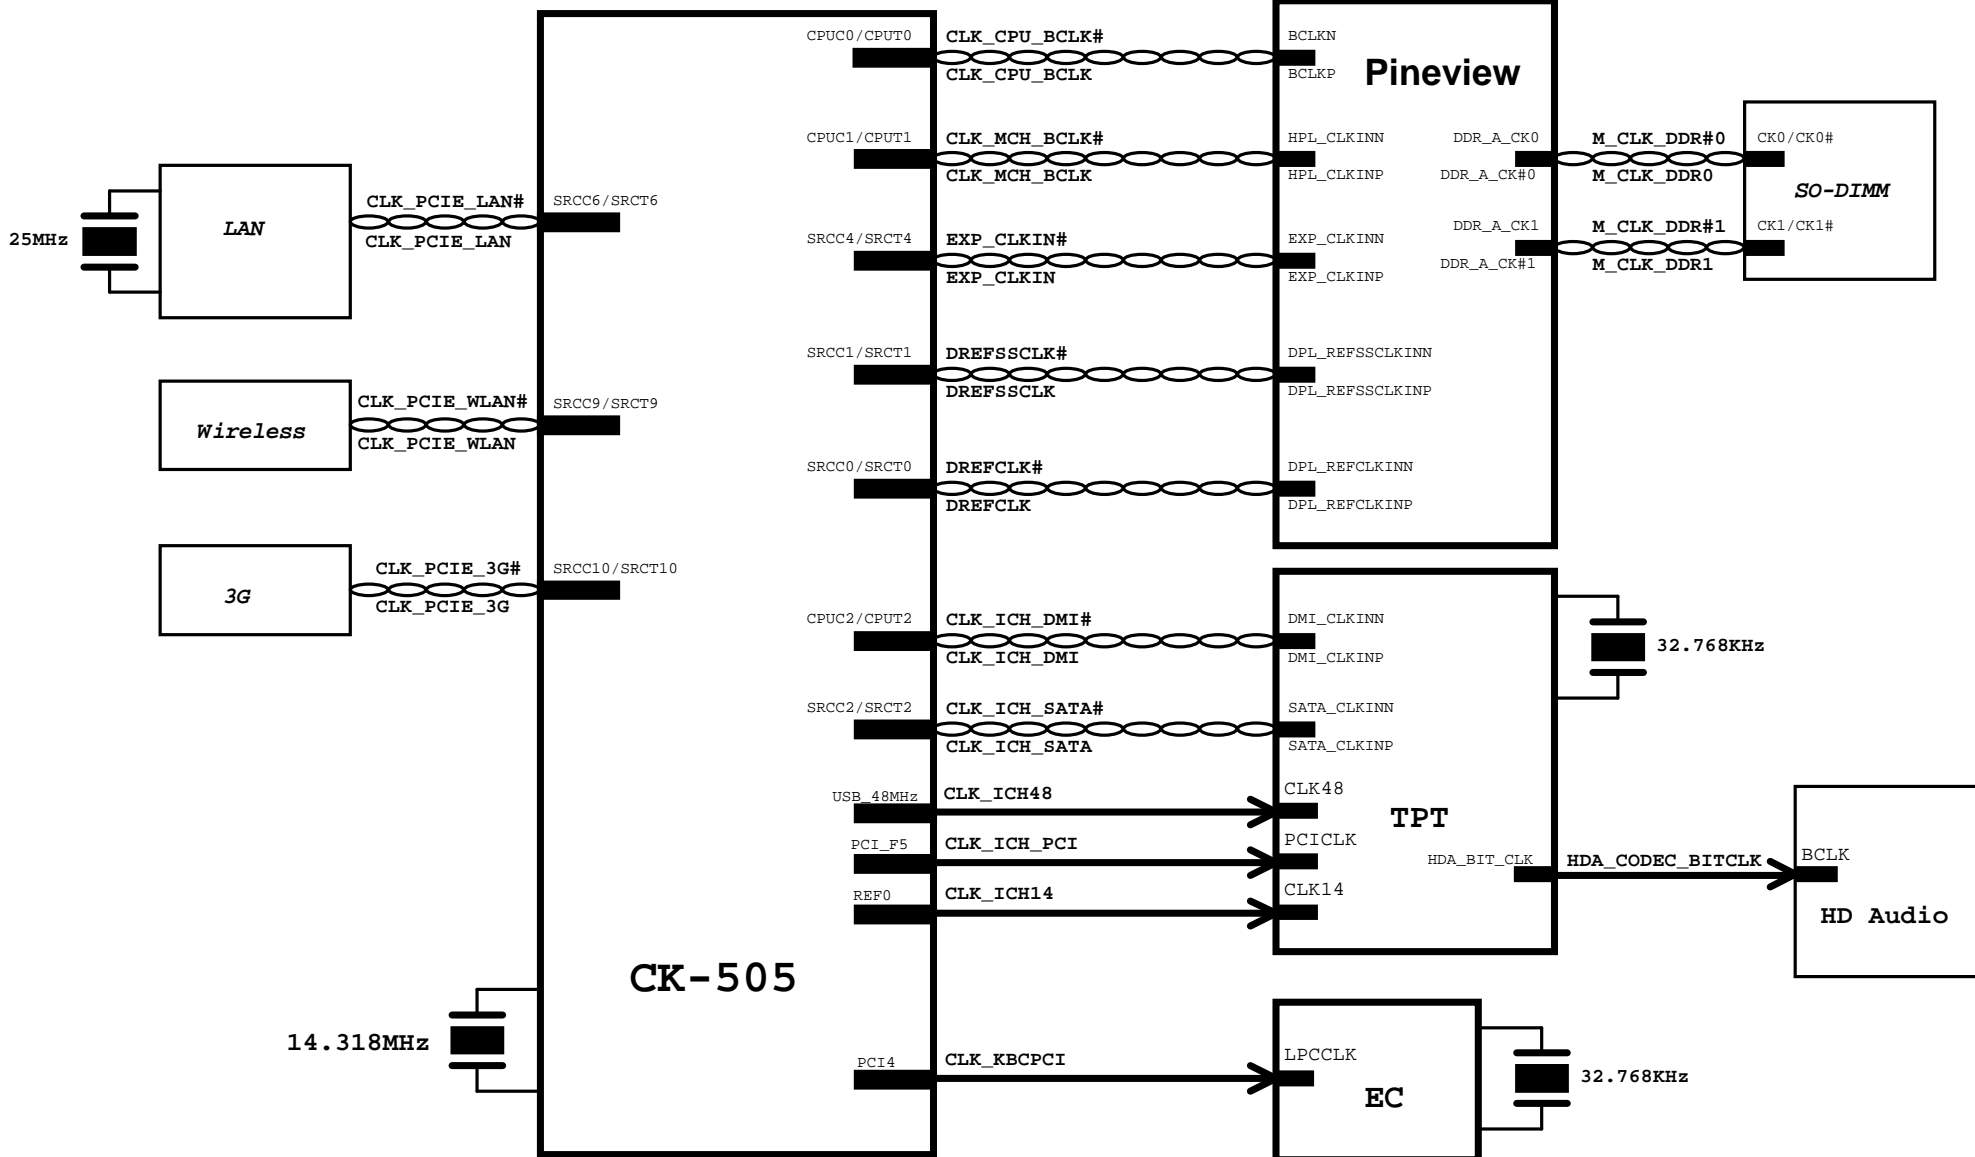 CPUC0/CPUT0
CLK_CPU_BCLK#
CLK_CPU_BCLK
BCLKN
BCLKP
Pineview
CPUC1/CPUT1
CLK_MCH_BCLK#
CLK_MCH_BCLK
HPL_CLKINN
HPL_CLKINP
DDR_A_CK0
DDR_A_CK#0
M_CLK_DDR#0
M_CLK_DDR0
CK0/CK0#
SO-DIMM
25MHz
LAN
CLK_PCIE_LAN#
CLK_PCIE_LAN
SRCC6/SRCT6
SRCC4/SRCT4
EXP_CLKIN#
EXP_CLKIN
EXP_CLKINN
EXP_CLKINP
DDR_A_CK1
DDR_A_CK#1
M_CLK_DDR#1
M_CLK_DDR1
CK1/CK1#
SRCC1/SRCT1
DREFSSCLK#
DREFSSCLK
DPL_REFSSCLKINN
DPL_REFSSCLKINP
Wireless
CLK_PCIE_WLAN#
CLK_PCIE_WLAN
SRCC9/SRCT9
SRCC0/SRCT0
DREFCLK#
DREFCLK
DPL_REFCLKINN
DPL_REFCLKINP
3G
CLK_PCIE_3G#
CLK_PCIE_3G
SRCC10/SRCT10
CPUC2/CPUT2
CLK_ICH_DMI#
CLK_ICH_DMI
DMI_CLKINN
DMI_CLKINP
32.768KHz
SRCC2/SRCT2
CLK_ICH_SATA#
CLK_ICH_SATA
SATA_CLKINN
SATA_CLKINP
USB_48MHz
CLK_ICH48
CLK48
TPT
PCI_F5
CLK_ICH_PCI
PCICLK
HDA_BIT_CLK
HDA_CODEC_BITCLK
BCLK
REF0
CLK_ICH14
CLK14
HD Audio
CK-505
14.318MHz
PCI4
CLK_KBCPCI
LPCCLK
EC
32.768KHz